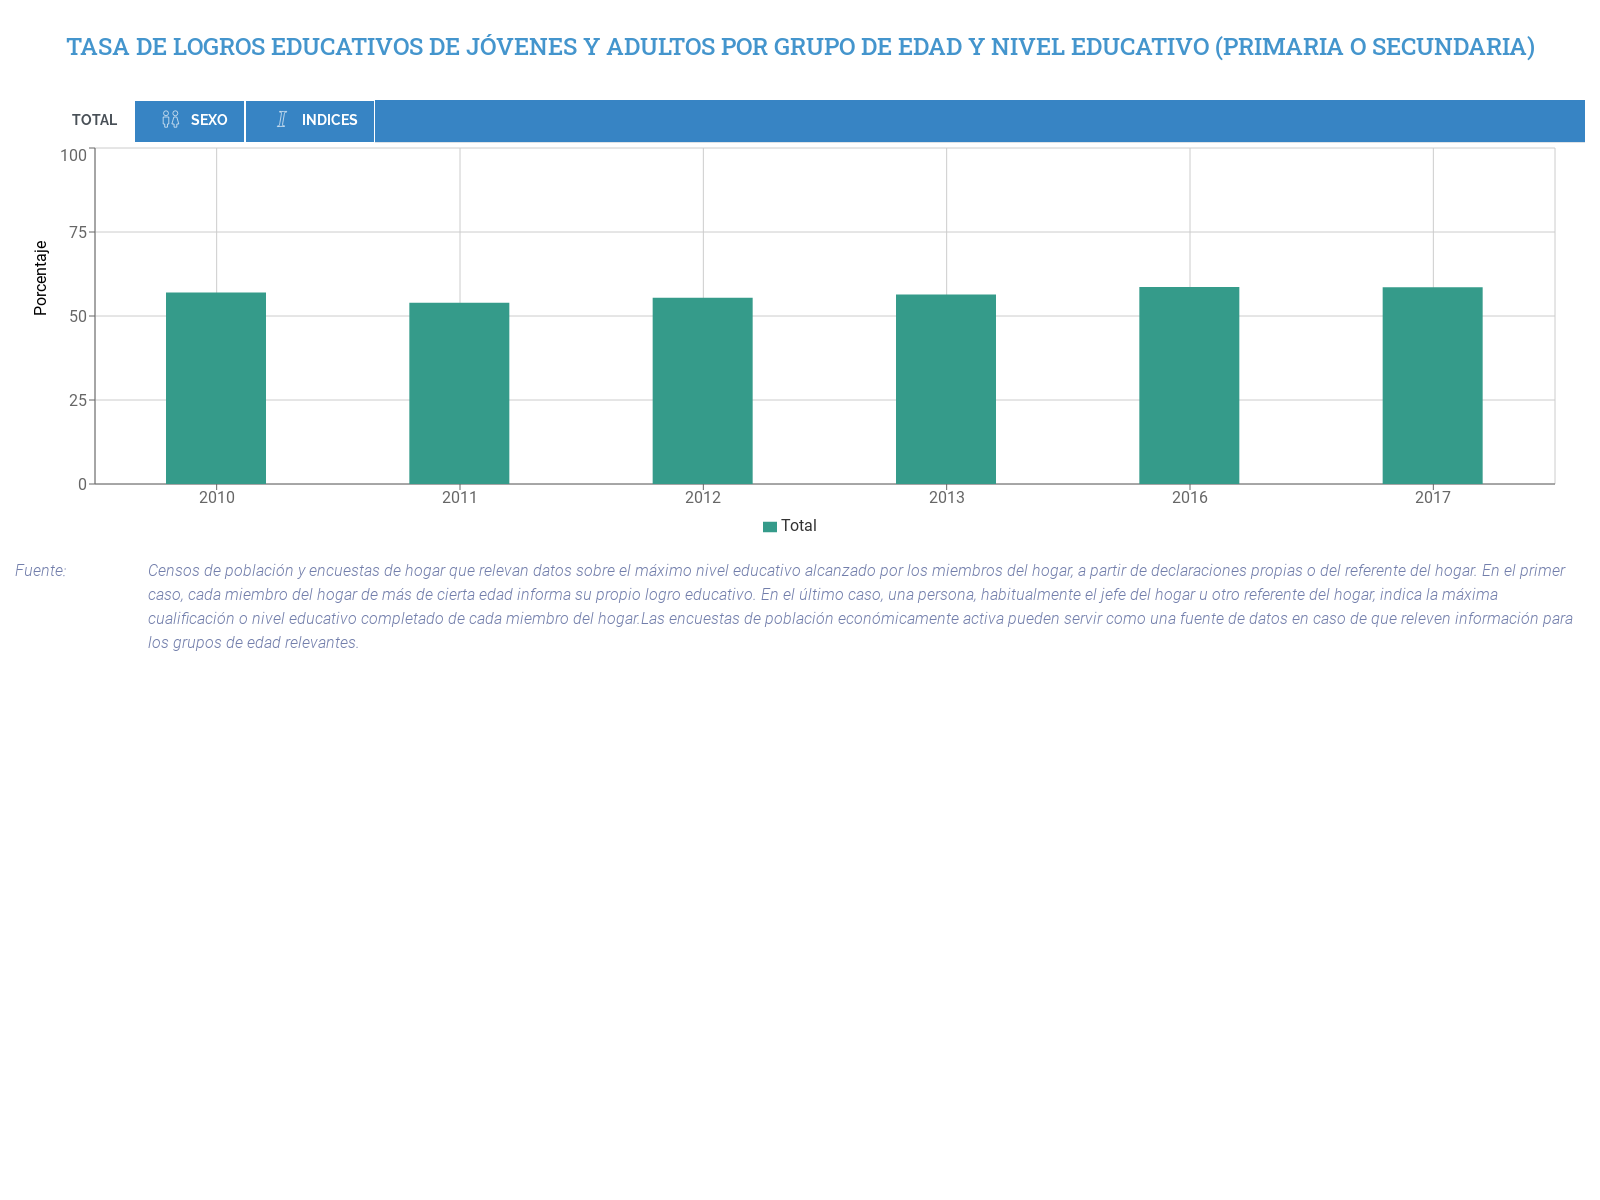 TASA DE LOGROS EDUCATIVOS DE JÓVENES Y ADULTOS POR GRUPO DE EDAD Y NIVEL EDUCATIVO (PRIMARIA O SECUNDARIA)
TOTAL SEXO INDICES
100
75
50
25
0
Porcentaje
2010 2011 2012 2013 2016 2017
Total
Fuente: Censos de población y encuestas de hogar que relevan datos sobre el máximo nivel educativo alcanzado por los miembros del hogar, a partir de declaraciones propias o del referente del hogar. En el primer
caso, cada miembro del hogar de más de cierta edad informa su propio logro educativo. En el último caso, una persona, habitualmente el jefe del hogar u otro referente del hogar, indica la máxima
cualificación o nivel educativo completado de cada miembro del hogar.Las encuestas de población económicamente activa pueden servir como una fuente de datos en caso de que releven información para
los grupos de edad relevantes.